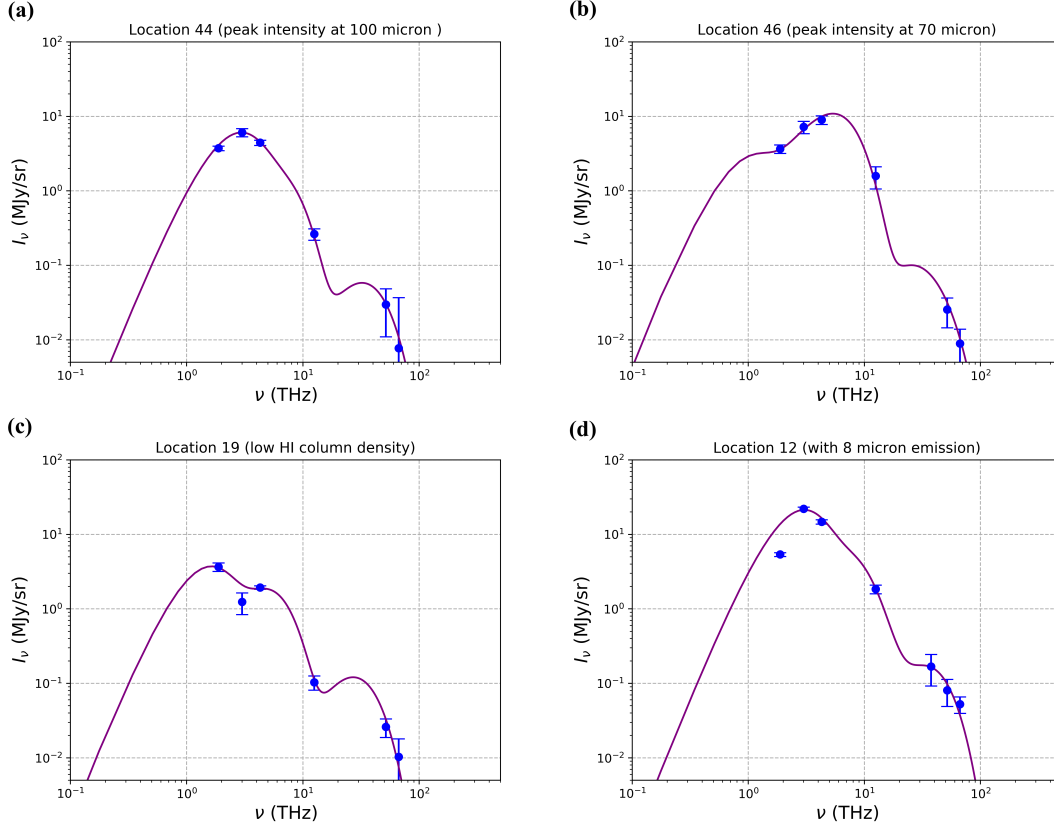 (a)
Location 44 (peak intensity at 100 micron )
10²
10¹
10⁰
10⁻¹
10⁻²
I_ν (MJy/sr)
10⁻¹ 10⁰ 10¹ 10²
ν (THz)
(b)
Location 46 (peak intensity at 70 micron)
10²
10¹
10⁰
10⁻¹
10⁻²
I_ν (MJy/sr)
10⁻¹ 10⁰ 10¹ 10²
ν (THz)
(c)
Location 19 (low HI column density)
10²
10¹
10⁰
10⁻¹
10⁻²
I_ν (MJy/sr)
10⁻¹ 10⁰ 10¹ 10²
ν (THz)
(d)
Location 12 (with 8 micron emission)
10²
10¹
10⁰
10⁻¹
10⁻²
I_ν (MJy/sr)
10⁻¹ 10⁰ 10¹ 10²
ν (THz)